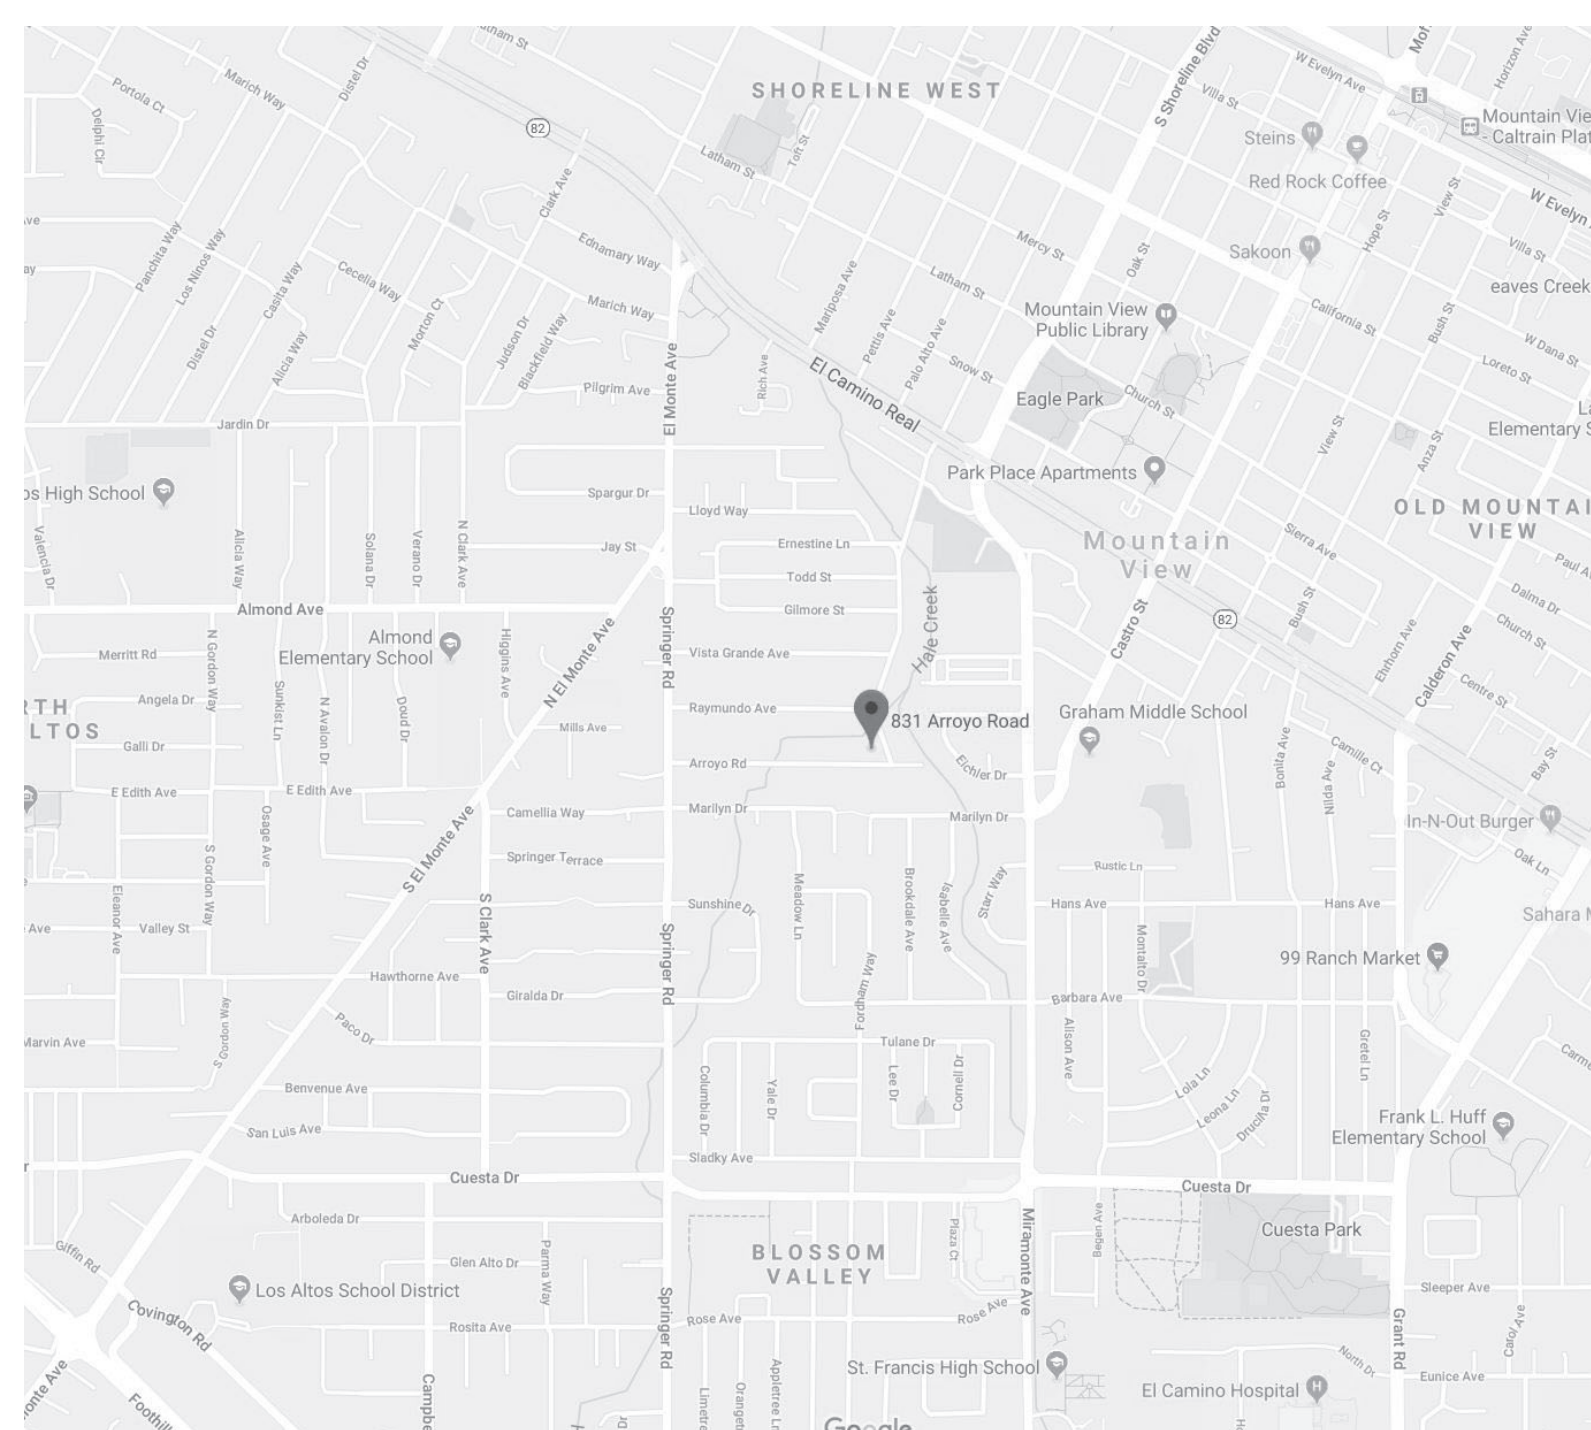 Latham St
Mof
Horizon Ave
S Shoreline Blvd
W Evelyn Ave
Portola Ct
Marich Way
Distel Dr
SHORELINE WEST
Villa St
Delphi Cir
82
Toft St
Steins
Mountain Vie
- Caltrain Plat
Latham St
Red Rock Coffee
Clark Ave
View St
W Evelyn
Ave
Panchita Way
Los Ninos Way
Ednamary Way
Mercy St
Oak St
Sakoon
Hope St
Villa St
ay
Casita Way
Cecelia Way
Mariposa Ave
Latham St
eaves Creek
Morton Ct
Marich Way
Mountain View
Public Library
California St
Bush St
Distel Dr
Alicia Way
Judson Dr
Blackfield Way
Pettis Ave
Palo Alto Ave
W Dana St
El Monte Ave
Rich Ave
Snow St
Loreto St
Pilgrim Ave
El Camino Real
Eagle Park
Church St
Jardin Dr
View St
Anza St
La
Elementary S
os High School
Spargur Dr
Park Place Apartments
Lloyd Way
OLD MOUNTAI
VIEW
Valencia Dr
Alicia Way
Solana Dr
Verano Dr
N Clark Ave
Jay St
Ernestine Ln
Mountain
View
Sierra Ave
Paul A
Todd St
Almond Ave
Gilmore St
Hale Creek
Castro St
82
Bush St
Dalma Dr
Church St
Almond
Elementary School
Merritt Rd
N Gordon Way
Higgins Ave
N El Monte Ave
Springer Rd
Vista Grande Ave
Ehrhorn Ave
Calderon Ave
Angela Dr
Sunkist Ln
N Avalon Dr
Doud Dr
Centre St
RTH
LTOS
Raymundo Ave
831 Arroyo Road
Graham Middle School
Mills Ave
Galli Dr
Arroyo Rd
Eichler Dr
Bonita Ave
Nilda Ave
Camille Ct
Bay St
E Edith Ave
E Edith Ave
Camellia Way
Marilyn Dr
Marilyn Dr
In-N-Out Burger
Osage Ave
S El Monte Ave
Springer Terrace
Rustic Ln
Oak Ln
S Gordon Way
Eleanor Ave
S Clark Ave
Meadow Ln
Brookdale Ave
Isabelle Ave
Starr Way
Sunshine Dr
Hans Ave
Hans Ave
Sahara M
Ave
Valley St
Springer Rd
Montalto Dr
99 Ranch Market
Hawthorne Ave
Giralda Dr
Fordham Way
Barbara Ave
S Gordon Way
Paco Dr
Marvin Ave
Tulane Dr
Alison Ave
Gretel Ln
Carme
Columbia Dr
Yale Dr
Lee Dr
Cornell Dr
Lola Ln
Leona Ln
Drucilla Dr
Benvenue Ave
San Luis Ave
Frank L. Huff
Elementary School
r
Sladky Ave
Cuesta Dr
Cuesta Dr
Arboleda Dr
Plaza Ct
Miramonte Ave
Begen Ave
Cuesta Park
Giffin Rd
Glen Alto Dr
Parma Way
BLOSSOM
VALLEY
Los Altos School District
Sleeper Ave
Covington Rd
Rosita Ave
Springer Rd
Rose Ave
Rose Ave
Grant Rd
Carol Ave
St. Francis High School
North Dr
Eunice Ave
onte Ave
Foothill
Campbe
Limetre
Oranget
Appletree Ln
El Camino Hospital
Dr
H
Google